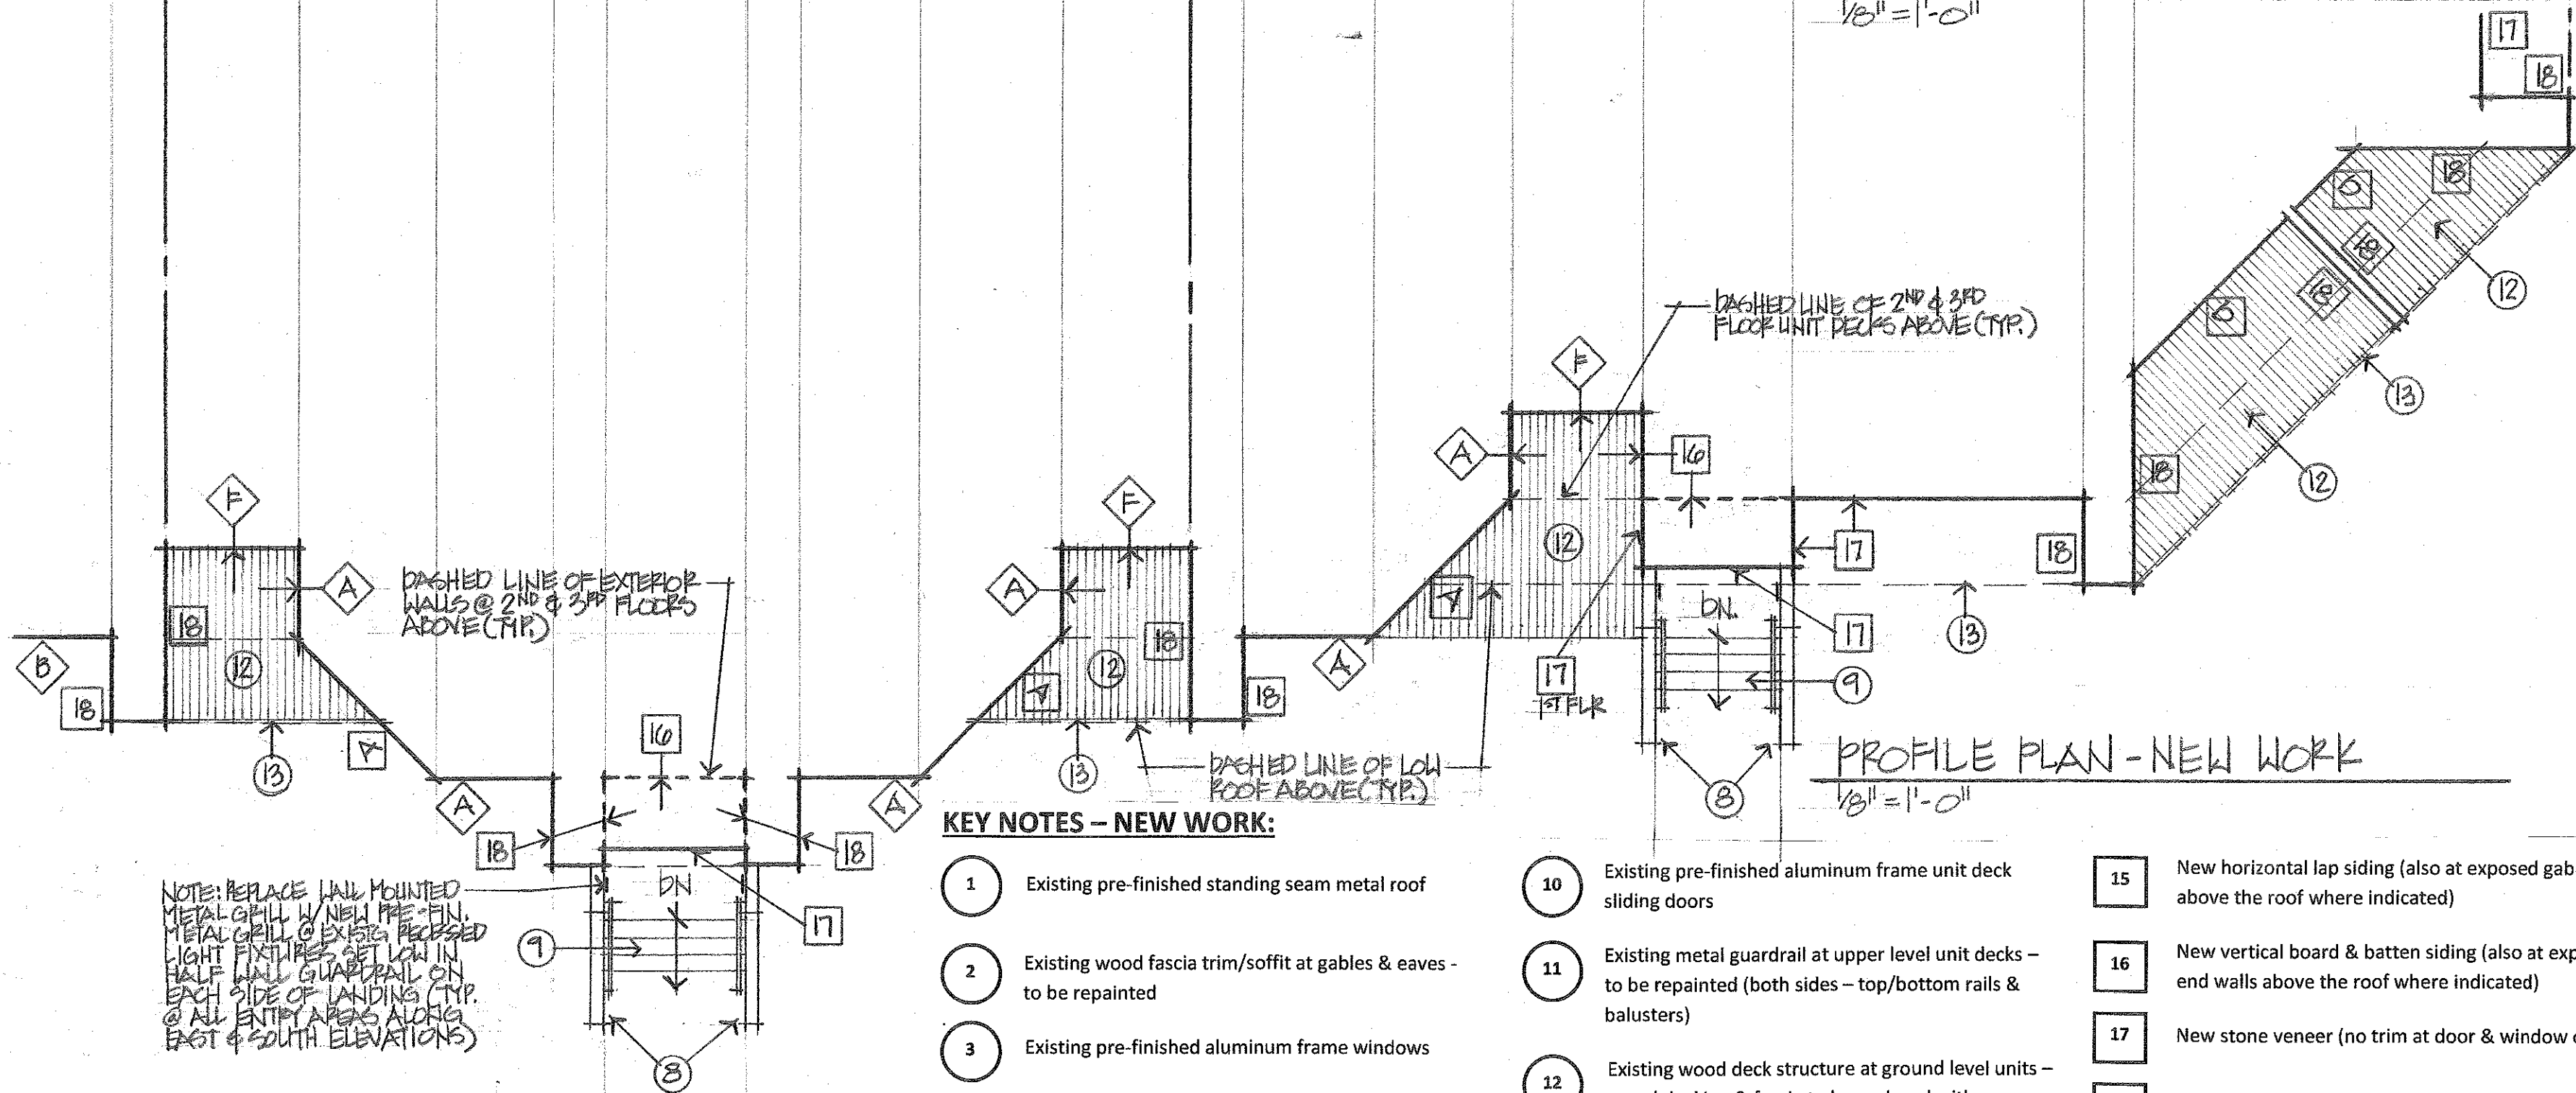 1/8" = 1'-0"
17
18
18
6
18
12
18
6
13
12
18
DASHED LINE OF 2ND & 3RD
FLOOR UNIT DECKS ABOVE (TYP.)
F
A
16
12
17
18
17
13
DN.
9
17
1ST FLR
8
PROFILE PLAN - NEW WORK
1/8" = 1'-0"
F
A
18
12
B
18
13
A
DASHED LINE OF EXTERIOR
WALLS @ 2ND & 3RD FLOORS
ABOVE (TYP.)
16
18
18
A
F
A
18
12
13
18
A
DASHED LINE OF LOW
ROOF ABOVE (TYP.)
DN
17
9
8
NOTE: REPLACE WALL MOUNTED
METAL GRILL W/ NEW PRE-FIN.
METAL GRILL @ EXIST'G RECESSED
LIGHT FIXTURES SET LOW IN
HALF WALL GUARDRAIL ON
EACH SIDE OF LANDING (TYP.
@ ALL ENTRY AREAS ALONG
EAST & SOUTH ELEVATIONS)
KEY NOTES – NEW WORK:
1 Existing pre-finished standing seam metal roof
2 Existing wood fascia trim/soffit at gables & eaves -
to be repainted
3 Existing pre-finished aluminum frame windows
10 Existing pre-finished aluminum frame unit deck
sliding doors
11 Existing metal guardrail at upper level unit decks –
to be repainted (both sides – top/bottom rails &
balusters)
12 Existing wood deck structure at ground level units –
15 New horizontal lap siding (also at exposed gab
above the roof where indicated)
16 New vertical board & batten siding (also at exp
end walls above the roof where indicated)
17 New stone veneer (no trim at door & window